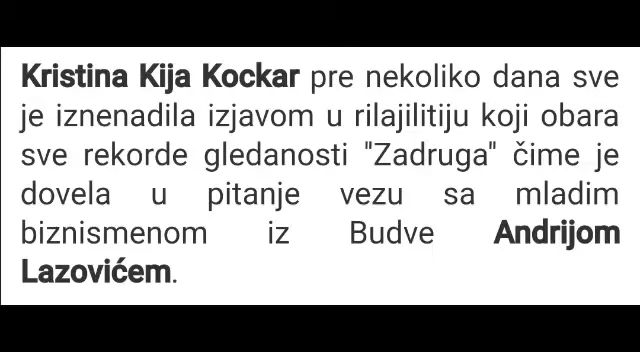 Kristina Kija Kockar pre nekoliko dana sve
je iznenadila izjavom u rilajilitiju koji obara
sve rekorde gledanosti "Zadruga" čime je
dovela u pitanje vezu sa mladim
biznismenom iz Budve Andrijom
Lazovićem.